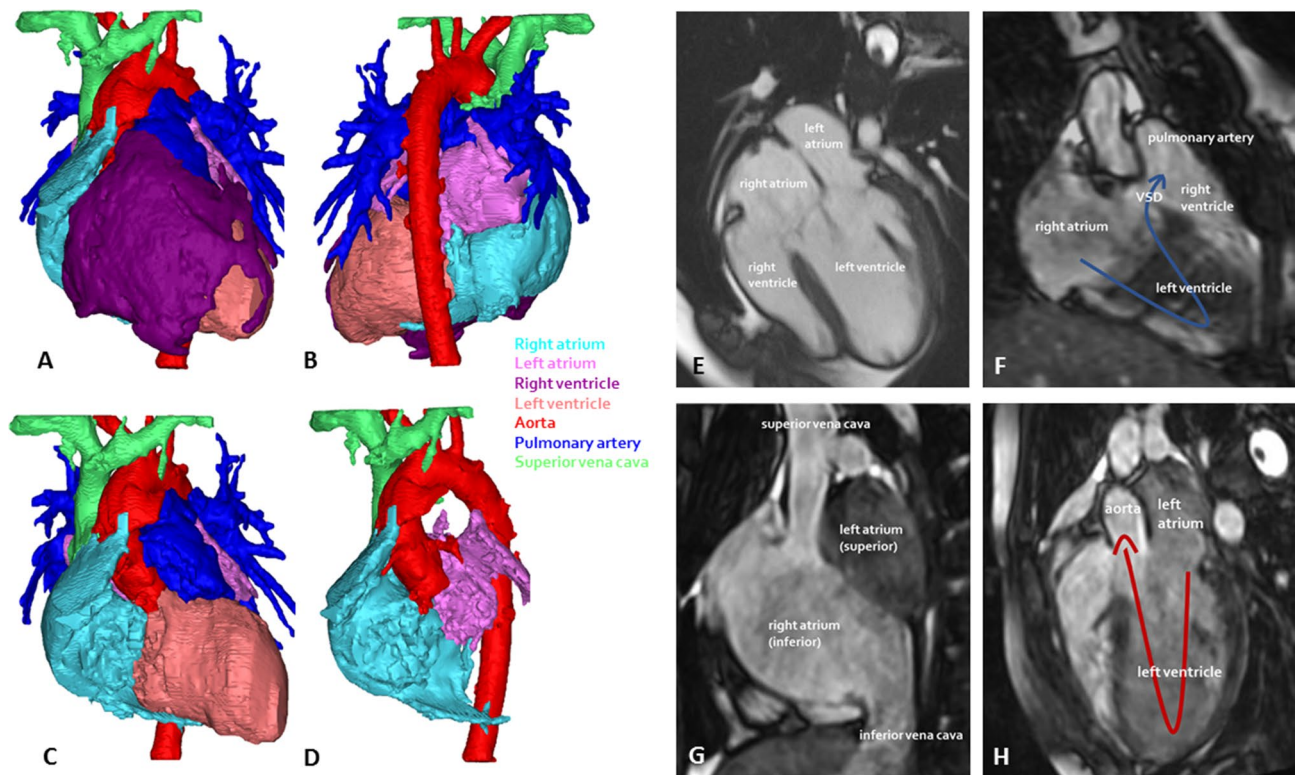 A
B
Right atrium
Left atrium
Right ventricle
Left ventricle
Aorta
Pulmonary artery
Superior vena cava
C
D
left
atrium
right atrium
right
ventricle
left ventricle
E
pulmonary artery
VSD
right
ventricle
right atrium
left ventricle
F
superior vena cava
left atrium
(superior)
right atrium
(inferior)
inferior vena cava
G
aorta
left
atrium
left ventricle
H